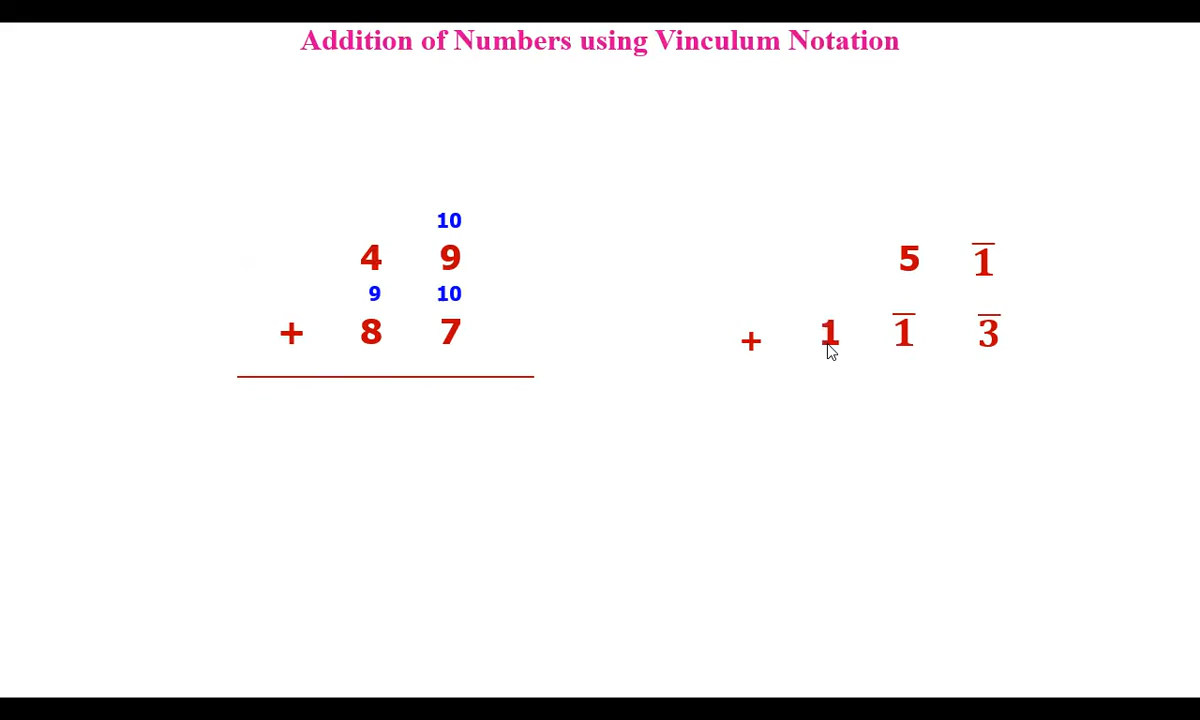 Addition of Numbers using Vinculum Notation
10
4 9
9 10
+ 8 7
5 1̅
+ 1 1̅ 3̅